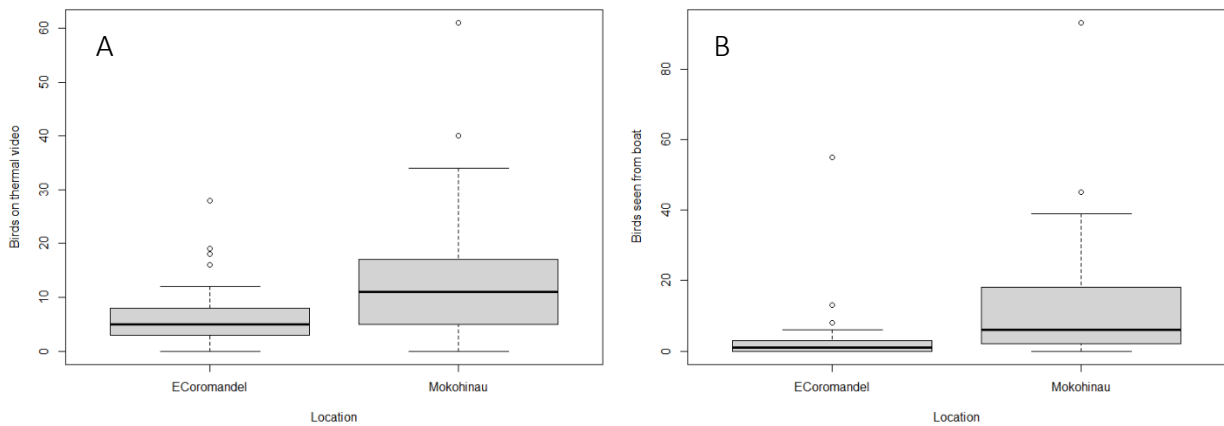 A
Birds on thermal video
60
50
40
30
20
10
0
ECoromandel
Mokohinau
Location
B
Birds seen from boat
80
60
40
20
0
ECoromandel
Mokohinau
Location